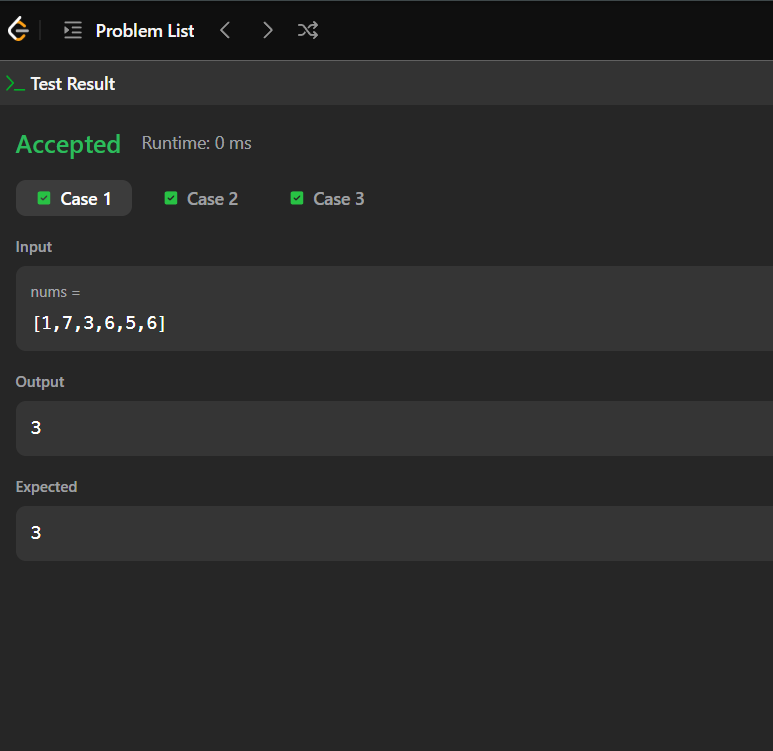 Problem List
Test Result
Accepted Runtime: 0 ms
Case 1 Case 2 Case 3
Input
nums =
[1,7,3,6,5,6]
Output
3
Expected
3